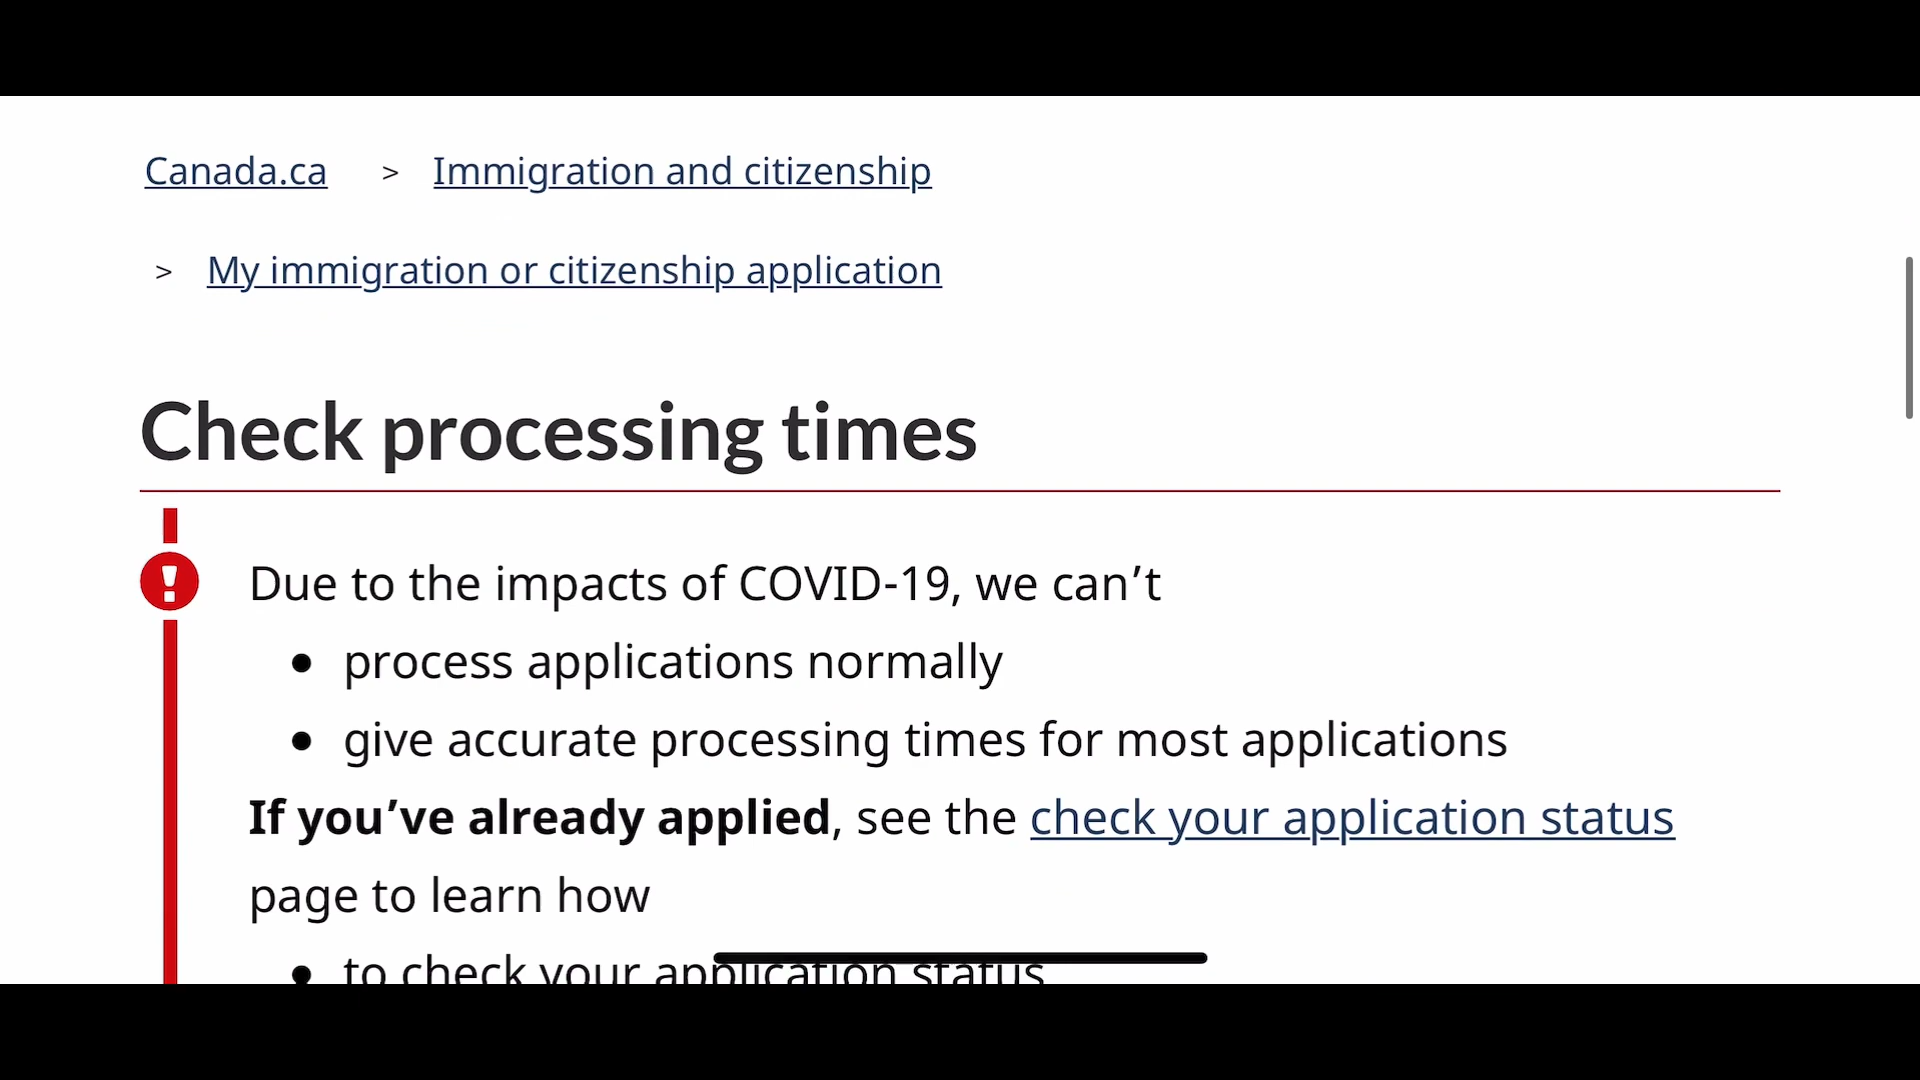 Canada.ca > Immigration and citizenship
> My immigration or citizenship application
Check processing times
Due to the impacts of COVID-19, we can’t
• process applications normally
• give accurate processing times for most applications
If you’ve already applied, see the check your application status
page to learn how
• to check your application status